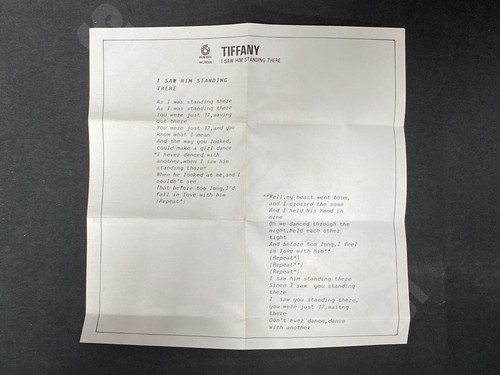 TIFFANY
I SAW HIM STANDING THERE
I SAW HIM STANDING
THERE
As I was standing there
As I was standing there
You were just 17,waving
out there
You were just 17,and you
know what I mean
And the way you looked,
could make a girl dance
*I never danced with
another,when I saw him
standing there*
When he looked at me,and I
couldn't see
That before too long,I'd
fall in love with him
(Repeat*)
**Well,my heart went boom,
and I crossed the room
And I held his hand in
mine
Oh we danced through the
night,held each other
tight
And before too long,I feel
in love with him**
(Repeat*)
(Repeat**)
(Repeat*)
I saw him standing there
Since I saw you standing
there
I saw you standing there,
you were just 17,waitng
there
Don't ever dance,dance
with another